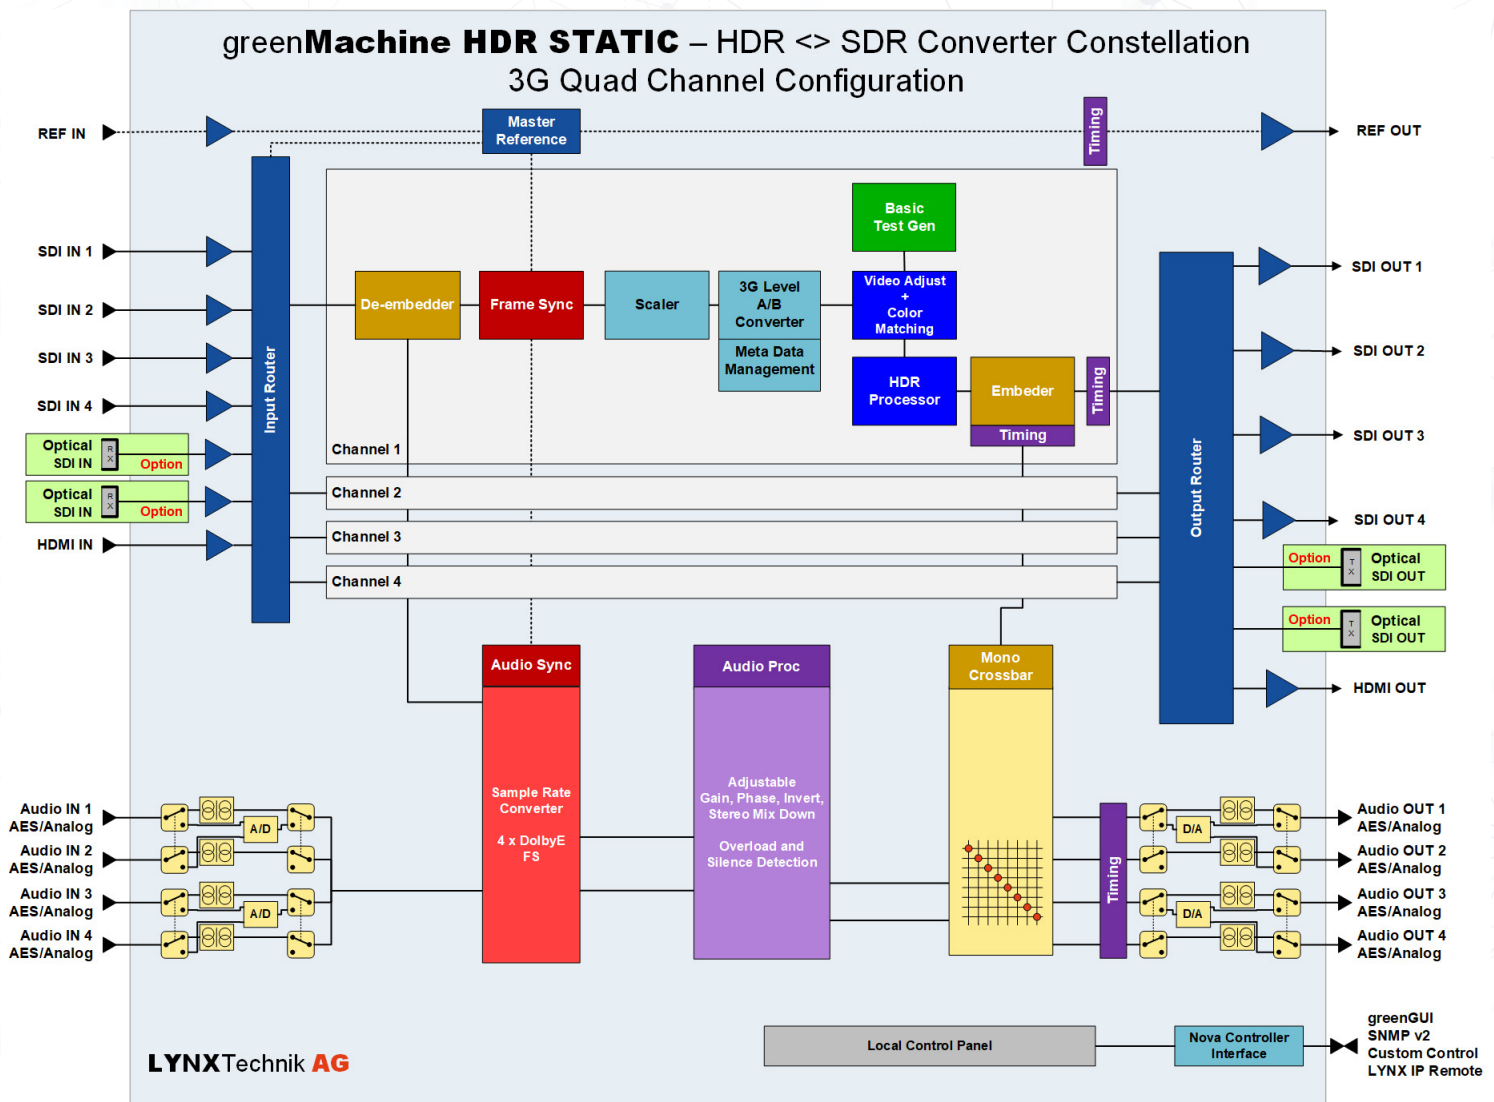 greenMachine HDR STATIC – HDR <> SDR Converter Constellation
3G Quad Channel Configuration
REF IN
Master
Reference
Timing
REF OUT
SDI IN 1
SDI IN 2
SDI IN 3
SDI IN 4
Optical
SDI IN
RX
Option
Optical
SDI IN
RX
Option
HDMI IN
Input Router
Basic
Test Gen
De-embedder
Frame Sync
Scaler
3G Level
A/B
Converter
Meta Data
Management
Video Adjust
+
Color
Matching
HDR
Processor
Embeder
Timing
Timing
Channel 1
Channel 2
Channel 3
Channel 4
Output Router
SDI OUT 1
SDI OUT 2
SDI OUT 3
SDI OUT 4
Option
TX
Optical
SDI OUT
Option
TX
Optical
SDI OUT
HDMI OUT
Audio Sync
Sample Rate
Converter
4 x DolbyE
FS
Audio Proc
Adjustable
Gain, Phase, Invert,
Stereo Mix Down
Overload and
Silence Detection
Mono
Crossbar
Audio IN 1
AES/Analog
Audio IN 2
AES/Analog
Audio IN 3
AES/Analog
Audio IN 4
AES/Analog
A/D
A/D
Timing
D/A
D/A
Audio OUT 1
AES/Analog
Audio OUT 2
AES/Analog
Audio OUT 3
AES/Analog
Audio OUT 4
AES/Analog
Local Control Panel
Nova Controller
Interface
greenGUI
SNMP v2
Custom Control
LYNX IP Remote
LYNXTechnik AG